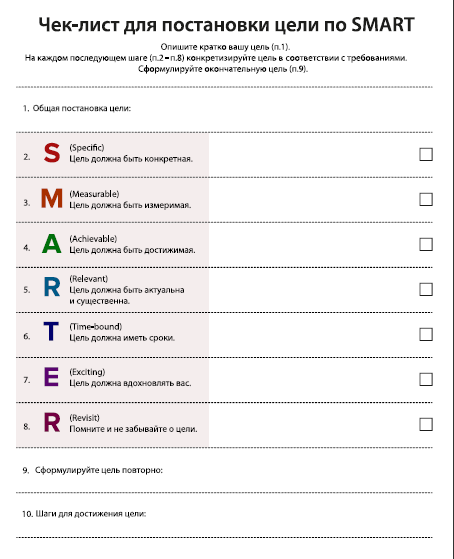 Чек-лист для постановки цели по SMART
Опишите кратко вашу цель (п.1).
На каждом последующем шаге (п.2–п.8) конкретизируйте цель в соответствии с требованиями.
Сформулируйте окончательную цель (п.9).
1. Общая постановка цели:
2. S (Specific)
Цель должна быть конкретная.
3. M (Measurable)
Цель должна быть измеримая.
4. A (Achievable)
Цель должна быть достижимая.
5. R (Relevant)
Цель должна быть актуальна
и существенна.
6. T (Time-bound)
Цель должна иметь сроки.
7. E (Exciting)
Цель должна вдохновлять вас.
8. R (Revisit)
Помните и не забывайте о цели.
9. Сформулируйте цель повторно:
10. Шаги для достижения цели: